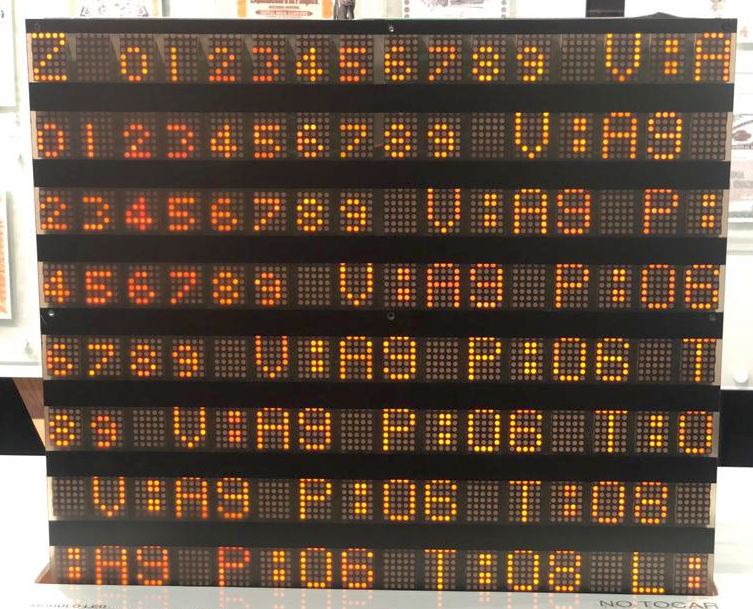 Z 0123456789 V:A
0123456789 V:A9
23456789 V:A9 P:
456789 V:A9 P:06
6789 V:A9 P:06 T
89 V:A9 P:06 T:0
V:A9 P:06 T:08
:A9 P:06 T:08 L:
NO TOCAR